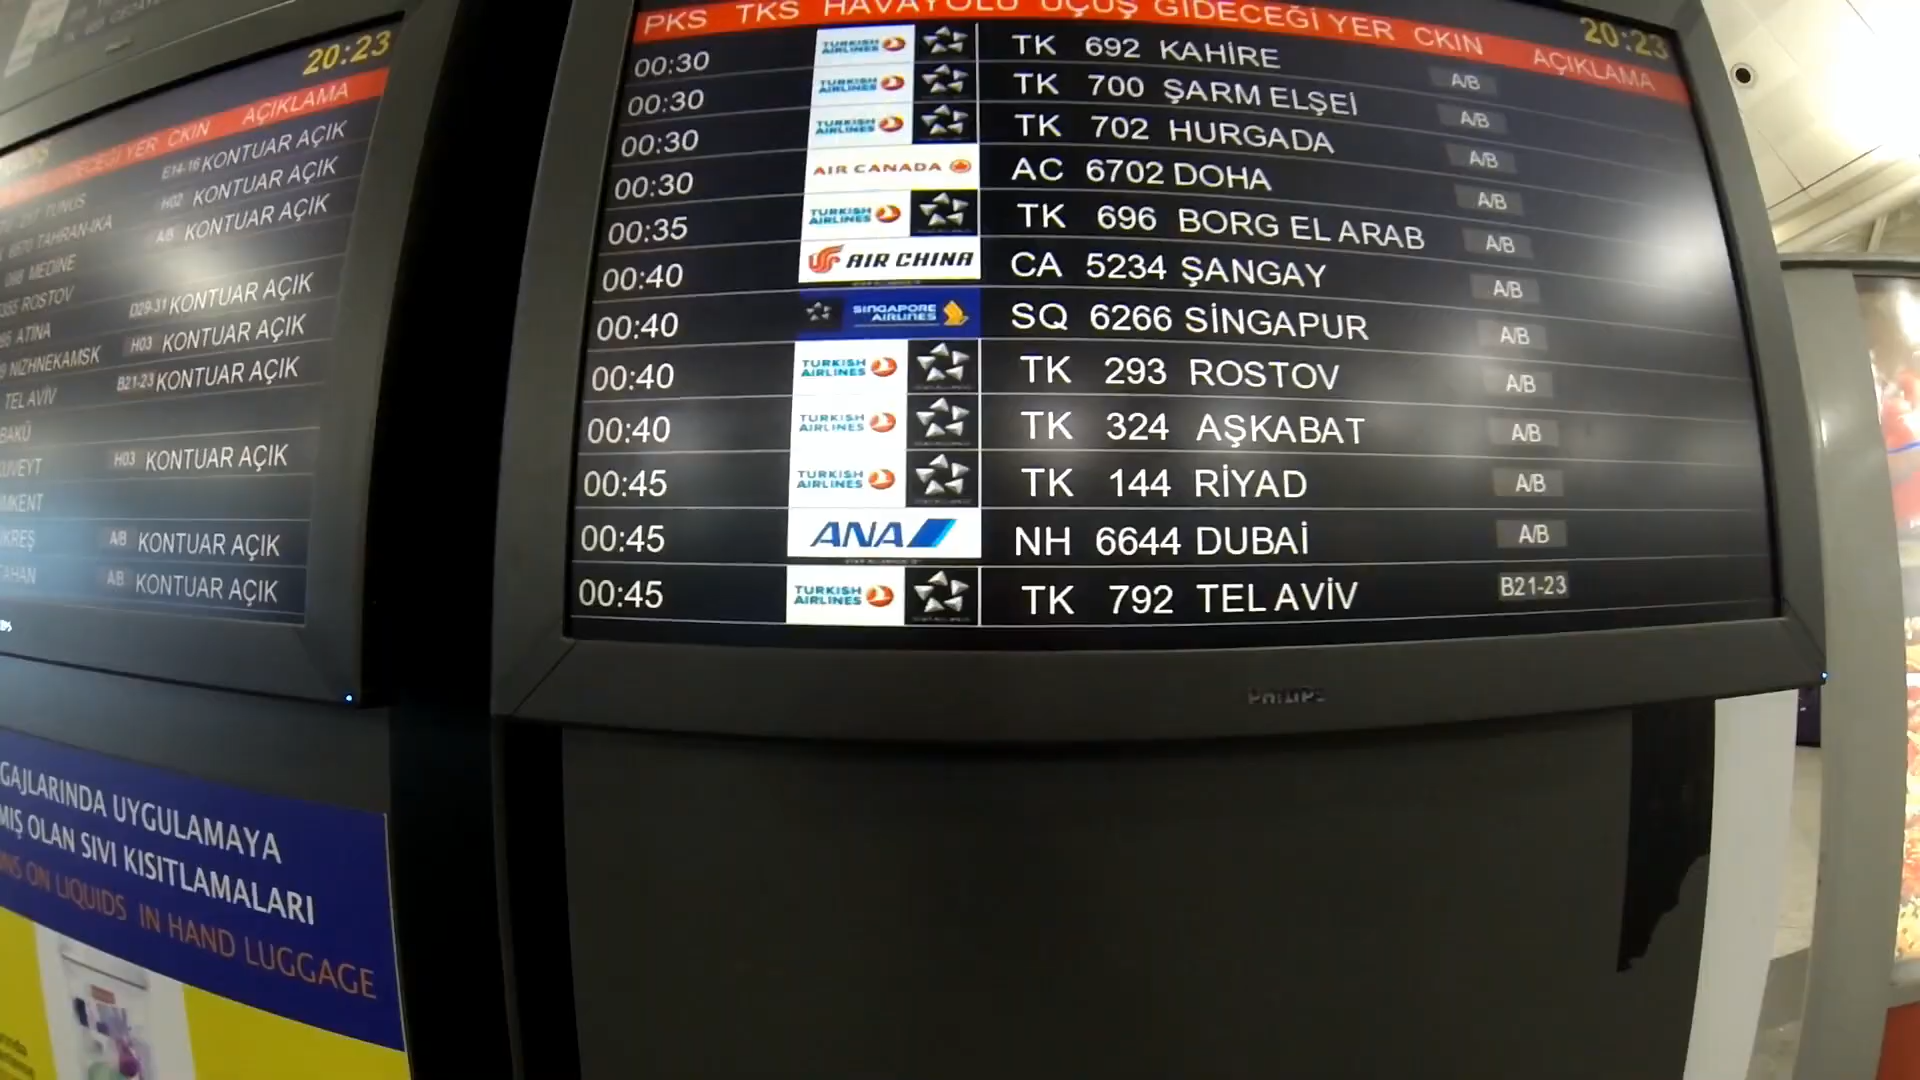 20:23
DECEĞİ YER CKIN AÇIKLAMA
TUNUS E14-16 KONTUAR AÇIK
6570 TAHRAN-IKA H02 KONTUAR AÇIK
MEDİNE A/B KONTUAR AÇIK
ROSTOV
ATİNA D29-31 KONTUAR AÇIK
NIZHNEKAMSK H03 KONTUAR AÇIK
TEL AVİV B21-23 KONTUAR AÇIK
BAKÜ
KUVEYT H03 KONTUAR AÇIK
MKENT
KREŞ A/B KONTUAR AÇIK
AHAN A/B KONTUAR AÇIK
GAJLARINDA UYGULAMAYA
MIŞ OLAN SIVI KISITLAMALARI
NS ON LIQUIDS IN HAND LUGGAGE
PKS TKS HAVAYOLU UÇUŞ GİDECEĞİ YER CKIN AÇIKLAMA 20:23
00:30 TURKISH AIRLINES TK 692 KAHİRE A/B
00:30 TURKISH AIRLINES TK 700 ŞARM ELŞEİ A/B
00:30 TURKISH AIRLINES TK 702 HURGADA A/B
00:30 AIR CANADA AC 6702 DOHA A/B
00:35 TURKISH AIRLINES TK 696 BORG EL ARAB A/B
00:40 AIR CHINA CA 5234 ŞANGAY A/B
00:40 SINGAPORE AIRLINES SQ 6266 SİNGAPUR A/B
00:40 TURKISH AIRLINES TK 293 ROSTOV A/B
00:40 TURKISH AIRLINES TK 324 AŞKABAT A/B
00:45 TURKISH AIRLINES TK 144 RİYAD A/B
00:45 ANA NH 6644 DUBAİ A/B
00:45 TURKISH AIRLINES TK 792 TEL AVİV B21-23
PHILIPS